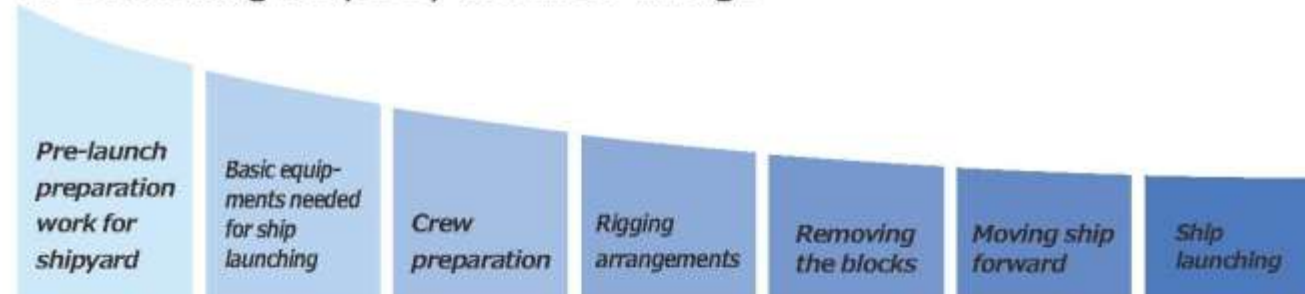 Pre-launch
preparation
work for
shipyard
Basic equip-
ments needed
for ship
launching
Crew
preparation
Rigging
arrangements
Removing
the blocks
Moving ship
forward
Ship
launching